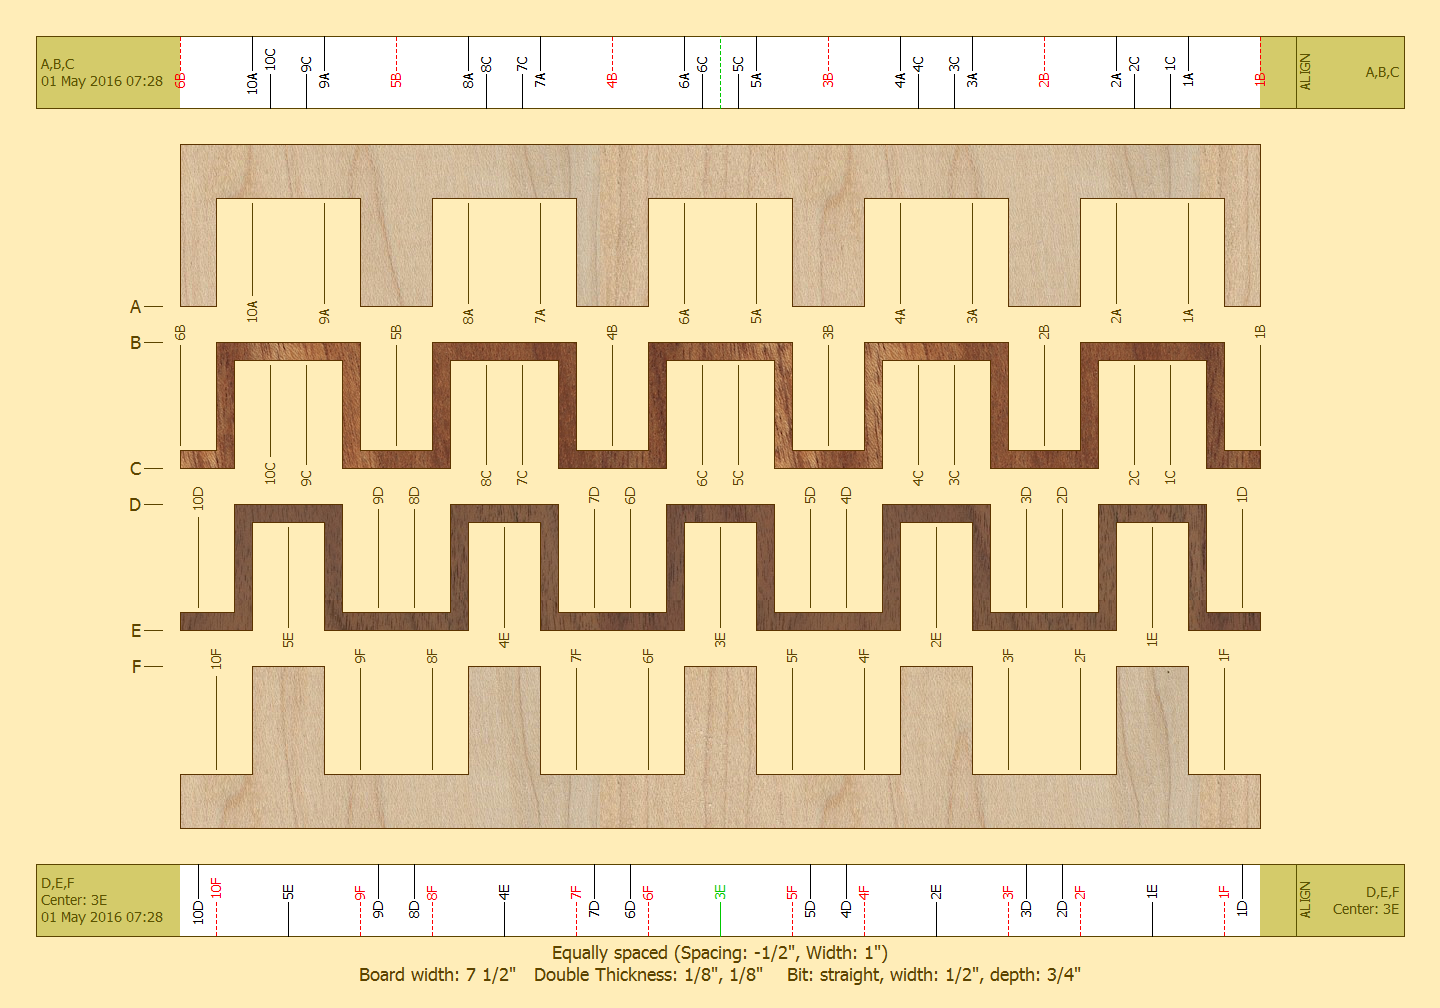 A,B,C
01 May 2016 07:28
6B 10A 10C 9C 9A 5B 8A 8C 7C 7A 4B 6A 6C 5C 5A 3B 4A 4C 3C 3A 2B 2A 2C 1C 1A 1B
ALIGN
A,B,C
A
10A 9A 8A 7A 6A 5A 4A 3A 2A 1A
6B 5B 4B 3B 2B 1B
B
C
10C 9C 8C 7C 6C 5C 4C 3C 2C 1C
10D 9D 8D 7D 6D 5D 4D 3D 2D 1D
D
E
5E 4E 3E 2E 1E
10F 9F 8F 7F 6F 5F 4F 3F 2F 1F
F
D,E,F
Center: 3E
01 May 2016 07:28
10D 10F 5E 9F 9D 8D 8F 4E 7F 7D 6D 6F 3E 5F 5D 4D 4F 2E 3F 3D 2D 2F 1E 1F 1D
ALIGN
D,E,F
Center: 3E
Equally spaced (Spacing: -1/2", Width: 1")
Board width: 7 1/2" Double Thickness: 1/8", 1/8" Bit: straight, width: 1/2", depth: 3/4"